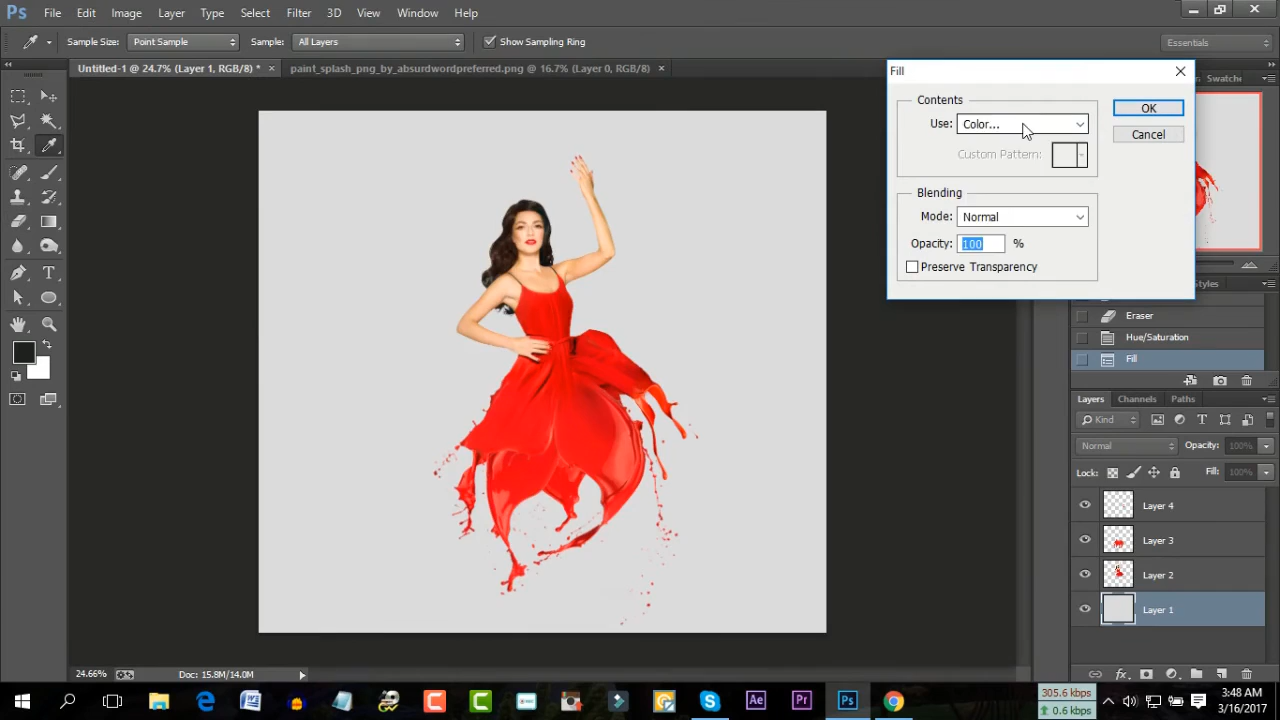 Ps File Edit Image Layer Type Select Filter 3D View Window Help
Sample Size: Point Sample Sample: All Layers Show Sampling Ring Essentials
Untitled-1 @ 24.7% (Layer 1, RGB/8) * × paint_splash_png_by_absurdwordpreferred.png @ 16.7% (Layer 0, RGB/8) ×
Fill
Swatche
Contents
Use: Color...
OK
Custom Pattern:
Cancel
Blending
Mode: Normal
Opacity: 100 %
Preserve Transparency
Styles
Eraser
Hue/Saturation
Fill
Layers Channels Paths
Kind
Normal Opacity: 100%
Lock: Fill: 100%
Layer 4
Layer 3
Layer 2
Layer 1
24.66% Doc: 15.8M/14.0M
305.6 kbps
0.6 kbps
Ae Pr Ps
3:48 AM
3/16/2017